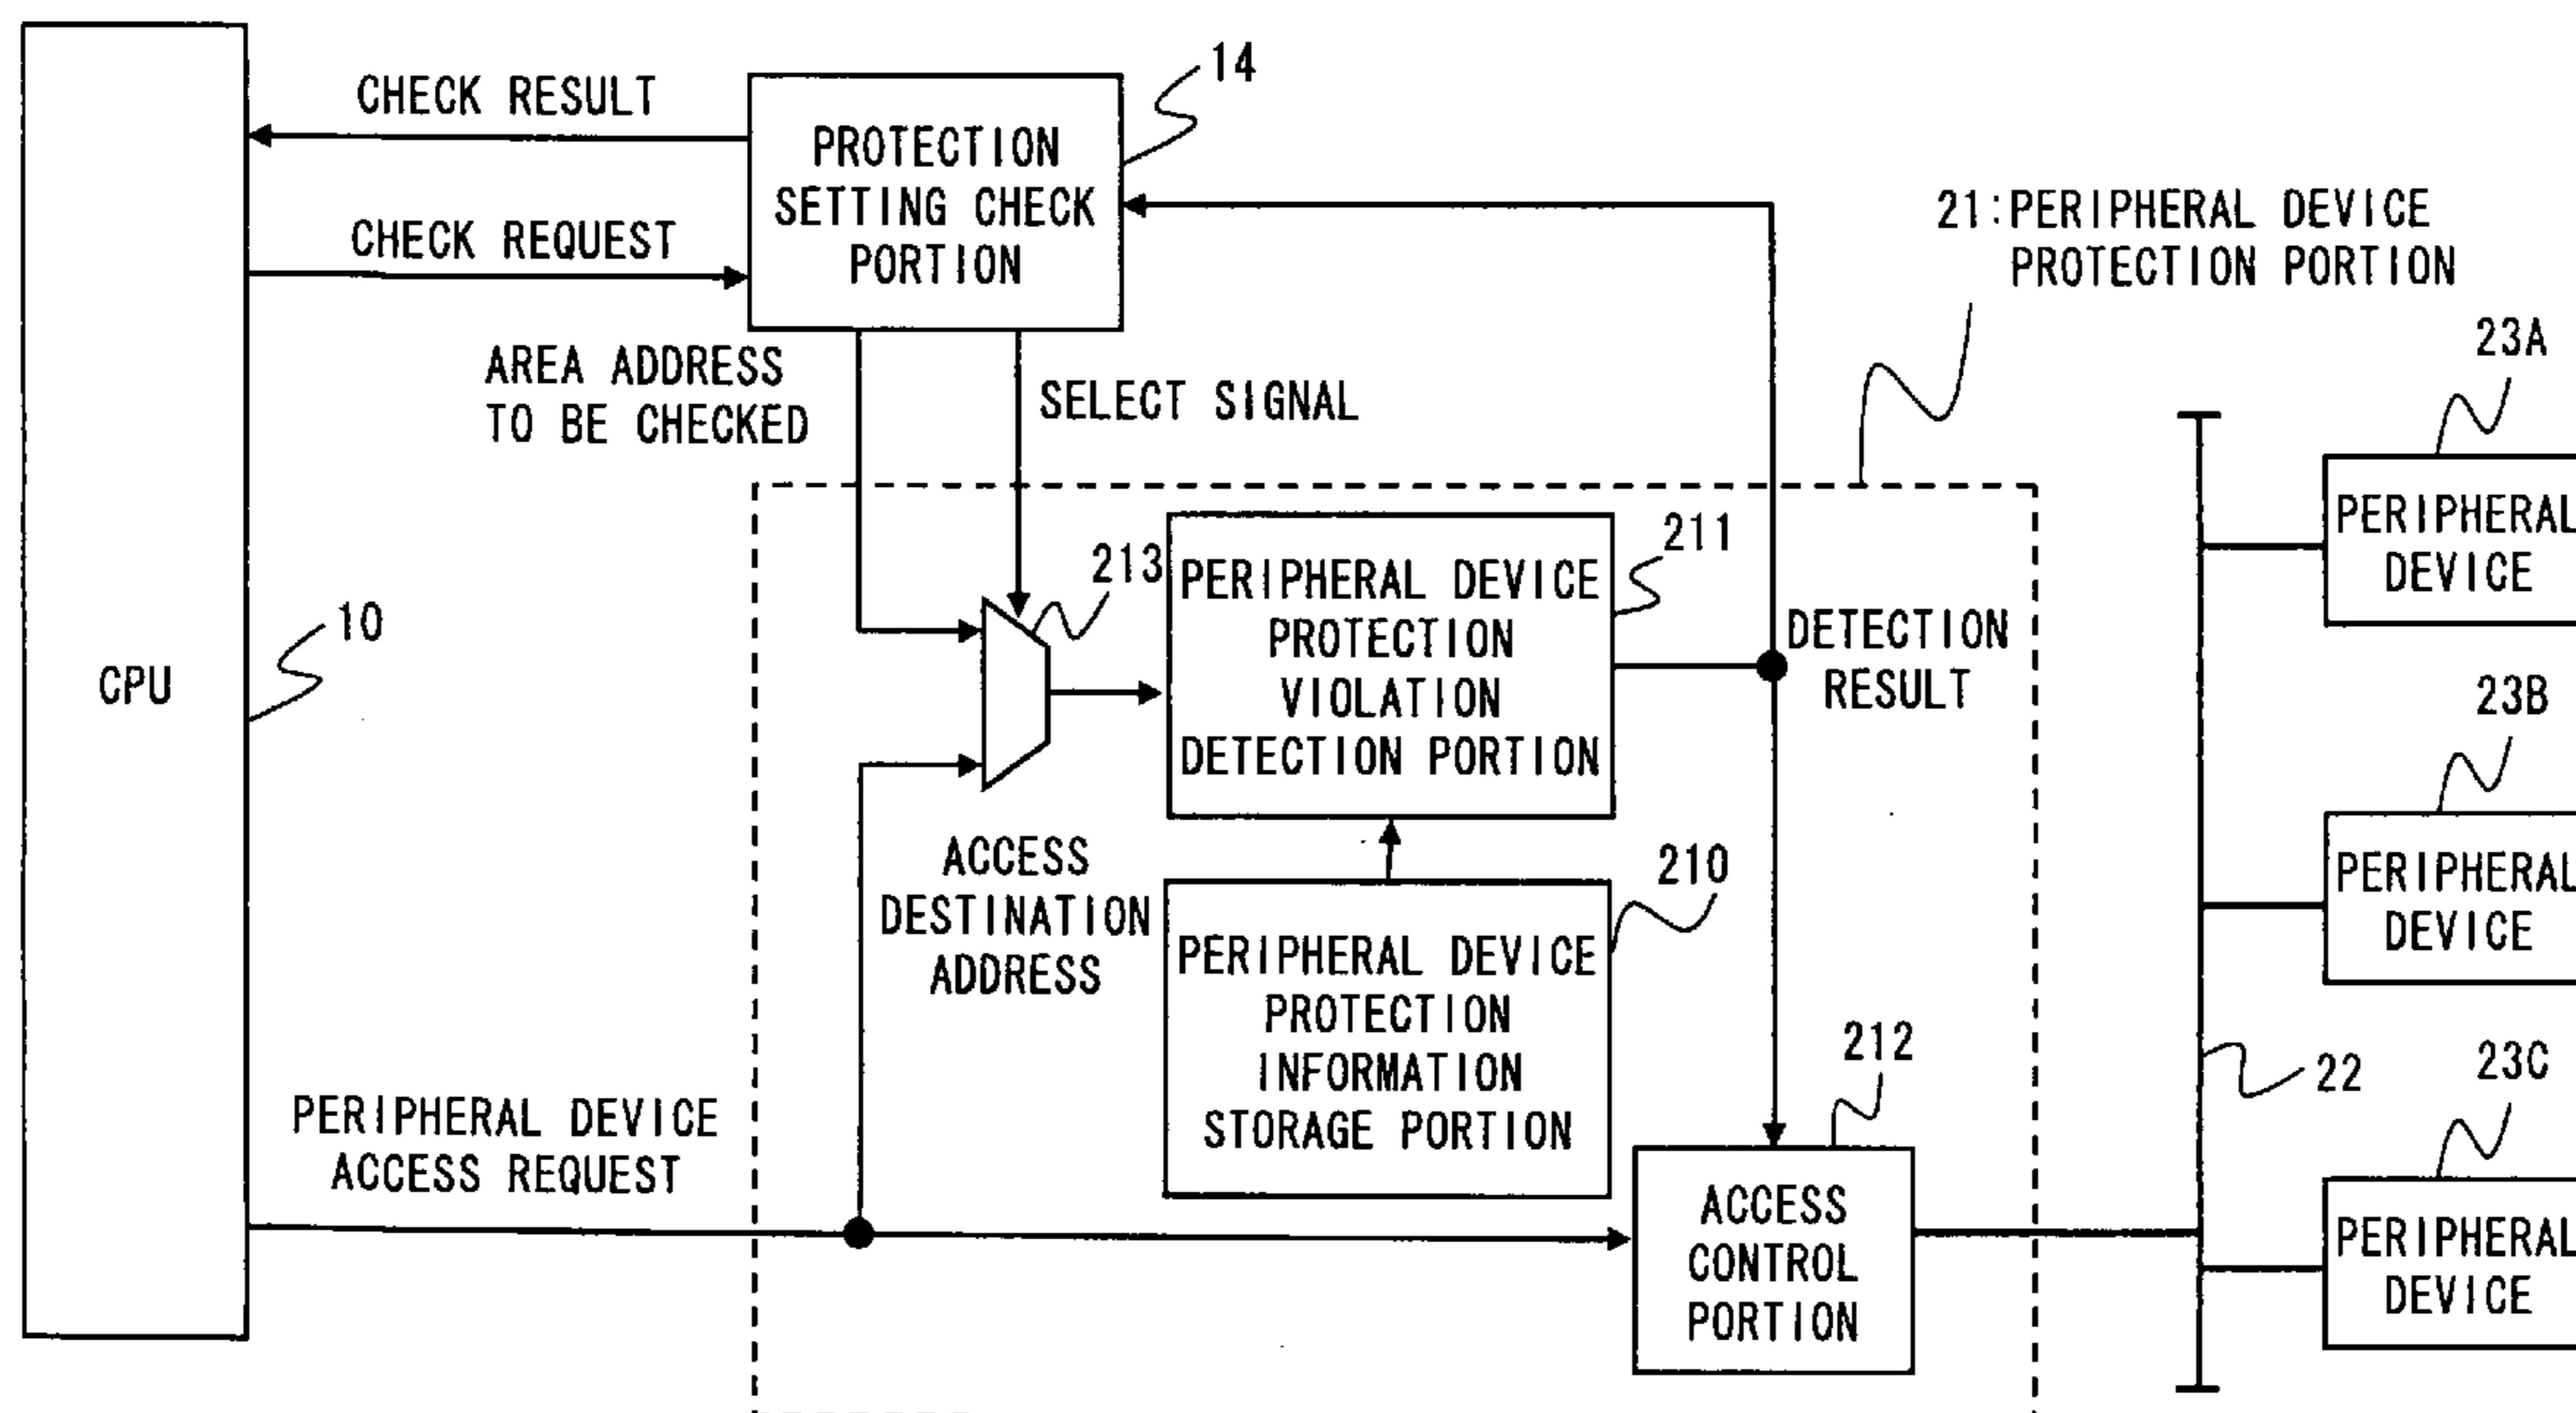 14
CHECK RESULT
PROTECTION
SETTING CHECK
PORTION
CHECK REQUEST
21:PERIPHERAL DEVICE
PROTECTION PORTION
AREA ADDRESS
TO BE CHECKED
SELECT SIGNAL
23A
PERIPHERAL
DEVICE
10
CPU
213
211
PERIPHERAL DEVICE
PROTECTION
VIOLATION
DETECTION PORTION
DETECTION
RESULT
23B
PERIPHERAL
DEVICE
ACCESS
DESTINATION
ADDRESS
210
PERIPHERAL DEVICE
PROTECTION
INFORMATION
STORAGE PORTION
212
22
23C
PERIPHERAL DEVICE
ACCESS REQUEST
ACCESS
CONTROL
PORTION
PERIPHERAL
DEVICE